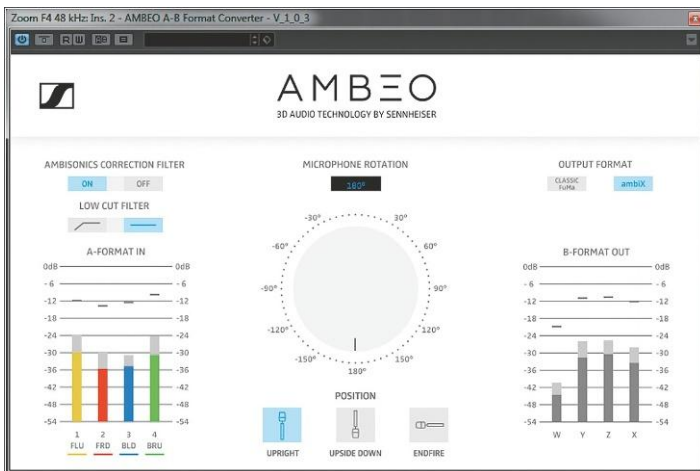 Zoom F4 48 kHz: Ins. 2 - AMBEO A-B Format Converter - V_1_0_3
R W
AMBEO
3D AUDIO TECHNOLOGY BY SENNHEISER
AMBISONICS CORRECTION FILTER
ON OFF
LOW CUT FILTER
A-FORMAT IN
0dB 0dB
-6 -6
-12 -12
-18 -18
-24 -24
-30 -30
-36 -36
-42 -42
-48 -48
-54 -54
1 2 3 4
FLU FRD BLD BRU
MICROPHONE ROTATION
180°
-30° 30°
-60° 60°
-90° 90°
-120° 120°
-150° 150°
180°
POSITION
UPRIGHT UPSIDE DOWN ENDFIRE
OUTPUT FORMAT
CLASSIC
FuMa
ambiX
B-FORMAT OUT
0dB 0dB
-6 -6
-12 -12
-18 -18
-24 -24
-30 -30
-36 -36
-42 -42
-48 -48
-54 -54
W Y Z X